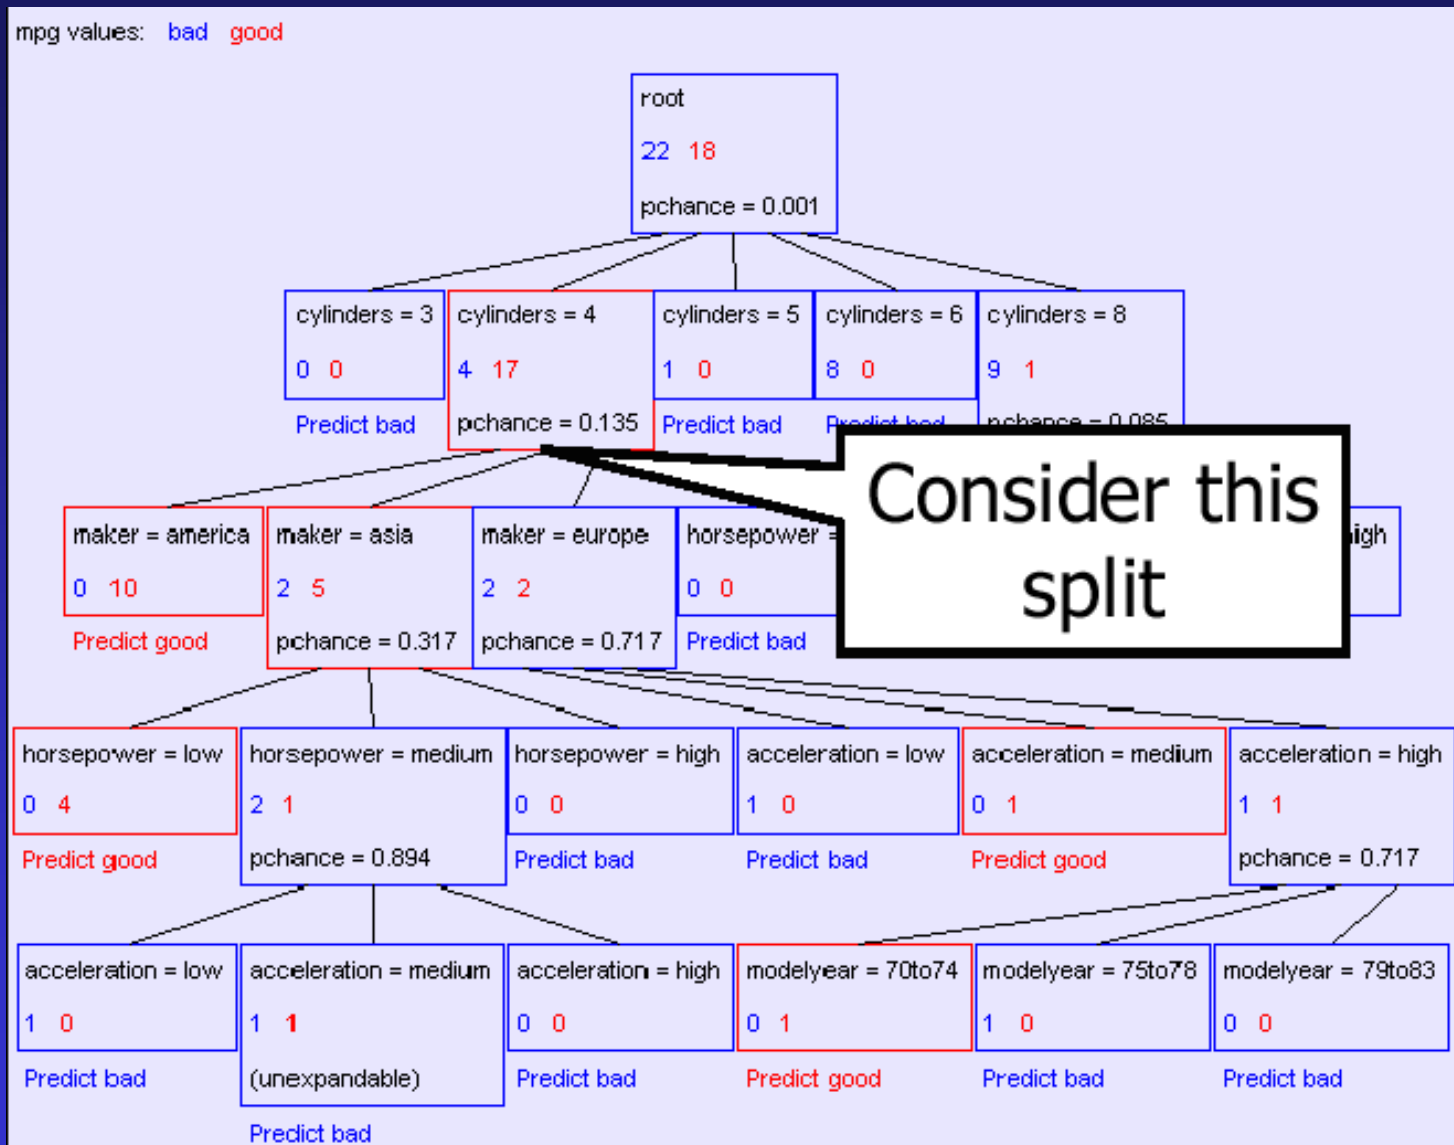 mpg values: bad good
root
22 18
pchance = 0.001
cylinders = 3 cylinders = 4 cylinders = 5 cylinders = 6 cylinders = 8
0 0 4 17 1 0 8 0 9 1
Predict bad pchance = 0.135 Predict bad Predict bad pchance = 0.085
Consider this
split
maker = america maker = asia maker = europe horsepower = igh
0 10 2 5 2 2 0 0
Predict good pchance = 0.317 pchance = 0.717 Predict bad
horsepower = low horsepower = medium horsepower = high acceleration = low acceleration = medium acceleration = high
0 4 2 1 0 0 1 0 0 1 1 1
Predict good pchance = 0.894 Predict bad Predict bad Predict good pchance = 0.717
acceleration = low acceleration = medium acceleration = high modelyear = 70to74 modelyear = 75to78 modelyear = 79to83
1 0 1 1 0 0 0 1 1 0 0 0
Predict bad (unexpandable) Predict bad Predict good Predict bad Predict bad
Predict bad